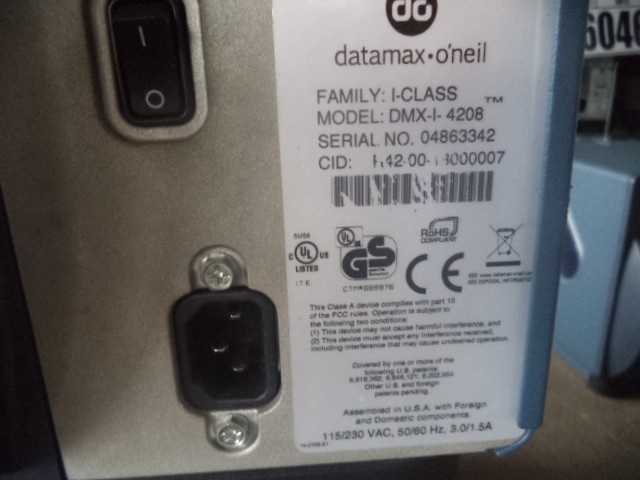 datamax•o'neil
6046
FAMILY: I-CLASS ™
MODEL: DMX-I- 4208
SERIAL NO. 04863342
CID:
UL
LISTED
C US
I.T.E.
UL
GS
RoHS
COMPLIANT
CE
This Class A device complies with part 15
of the FCC rules. Operation is subject to
the following two conditions:
(1) This device may not cause harmful interference, and
(2) This device must accept any interference received,
including interference that may cause undesired operation.
Covered by one or more of the
following U.S. patents:
Other U.S. and foreign
patents pending.
Assembled in U.S.A. with Foreign
and Domestic components.
115/230 VAC, 50/60 Hz, 3.0/1.5A